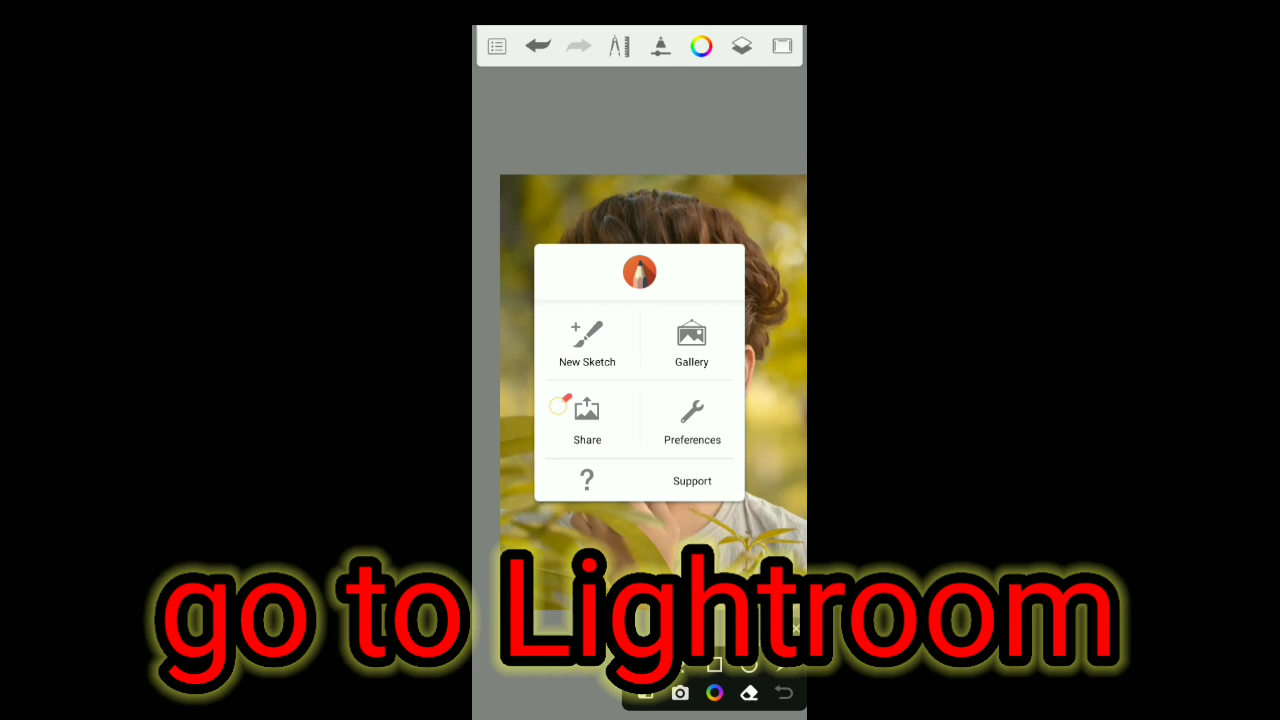 New Sketch
Gallery
Share
Preferences
?
Support
go to Lightroom